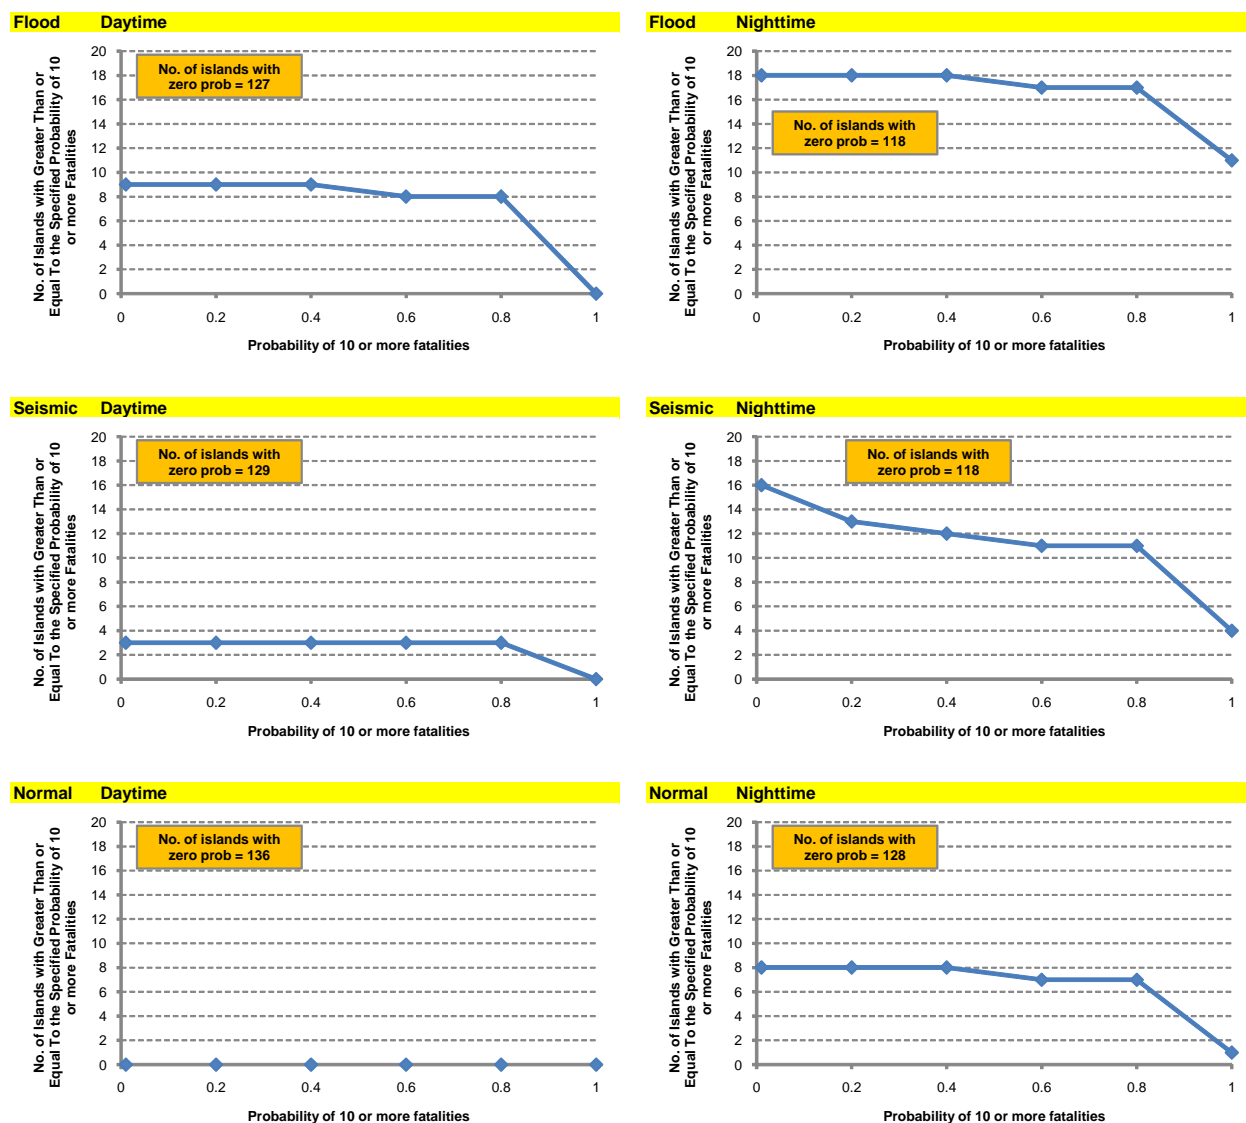 Flood Daytime
No. of Islands with Greater Than or
Equal To the Specified Probability of 10
or more Fatalities
20
18
16
14
12
10
8
6
4
2
0
No. of islands with
zero prob = 127
0 0.2 0.4 0.6 0.8 1
Probability of 10 or more fatalities
Flood Nighttime
No. of Islands with Greater Than or
Equal To the Specified Probability of 10
or more Fatalities
20
18
16
14
12
10
8
6
4
2
0
No. of islands with
zero prob = 118
0 0.2 0.4 0.6 0.8 1
Probability of 10 or more fatalities
Seismic Daytime
No. of Islands with Greater Than or
Equal To the Specified Probability of 10
or more Fatalities
20
18
16
14
12
10
8
6
4
2
0
No. of islands with
zero prob = 129
0 0.2 0.4 0.6 0.8 1
Probability of 10 or more fatalities
Seismic Nighttime
No. of Islands with Greater Than or
Equal To the Specified Probability of 10
or more Fatalities
20
18
16
14
12
10
8
6
4
2
0
No. of islands with
zero prob = 118
0 0.2 0.4 0.6 0.8 1
Probability of 10 or more fatalities
Normal Daytime
No. of Islands with Greater Than or
Equal To the Specified Probability of 10
or more Fatalities
20
18
16
14
12
10
8
6
4
2
0
No. of islands with
zero prob = 136
0 0.2 0.4 0.6 0.8 1
Probability of 10 or more fatalities
Normal Nighttime
No. of Islands with Greater Than or
Equal To the Specified Probability of 10
or more Fatalities
20
18
16
14
12
10
8
6
4
2
0
No. of islands with
zero prob = 128
0 0.2 0.4 0.6 0.8 1
Probability of 10 or more fatalities